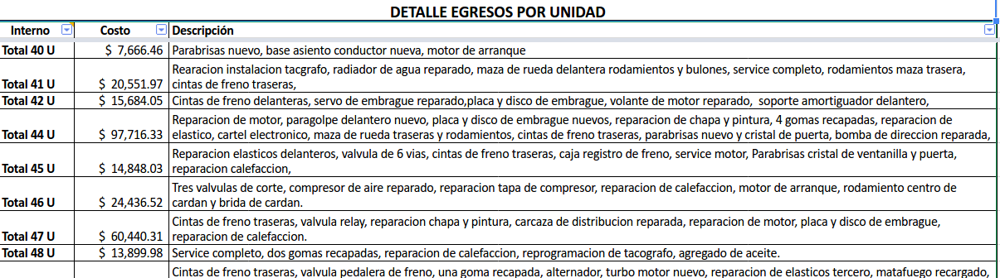 DETALLE EGRESOS POR UNIDAD
Interno Costo Descripción
Total 40 U $ 7,666.46 Parabrisas nuevo, base asiento conductor nueva, motor de arranque
Rearacion instalacion tacgrafo, radiador de agua reparado, maza de rueda delantera rodamientos y bulones, service completo, rodamientos maza trasera,
Total 41 U $ 20,551.97 cintas de freno traseras,
Total 42 U $ 15,684.05 Cintas de freno delanteras, servo de embrague reparado,placa y disco de embrague, volante de motor reparado, soporte amortiguador delantero,
Reparacion de motor, paragolpe delantero nuevo, placa y disco de embrague nuevos, reparacion de chapa y pintura, 4 gomas recapadas, reparacion de
Total 44 U $ 97,716.33 elastico, cartel electronico, maza de rueda traseras y rodamientos, cintas de freno traseras, parabrisas nuevo y cristal de puerta, bomba de direccion reparada,
Reparacion elasticos delanteros, valvula de 6 vias, cintas de freno traseras, caja registro de freno, service motor, Parabrisas cristal de ventanilla y puerta,
Total 45 U $ 14,848.03 reparacion calefaccion,
Tres valvulas de corte, compresor de aire reparado, reparacion tapa de compresor, reparacion de calefaccion, motor de arranque, rodamiento centro de
Total 46 U $ 24,436.52 cardan y brida de cardan.
Cintas de freno traseras, valvula relay, reparacion chapa y pintura, carcaza de distribucion reparada, reparacion de motor, placa y disco de embrague,
Total 47 U $ 60,440.31 reparacion de calefaccion.
Total 48 U $ 13,899.98 Service completo, dos gomas recapadas, reparacion de calefaccion, reprogramacion de tacografo, agregado de aceite.
Cintas de freno traseras, valvula pedalera de freno, una goma recapada, alternador, turbo motor nuevo, reparacion de elasticos tercero, matafuego recargado,